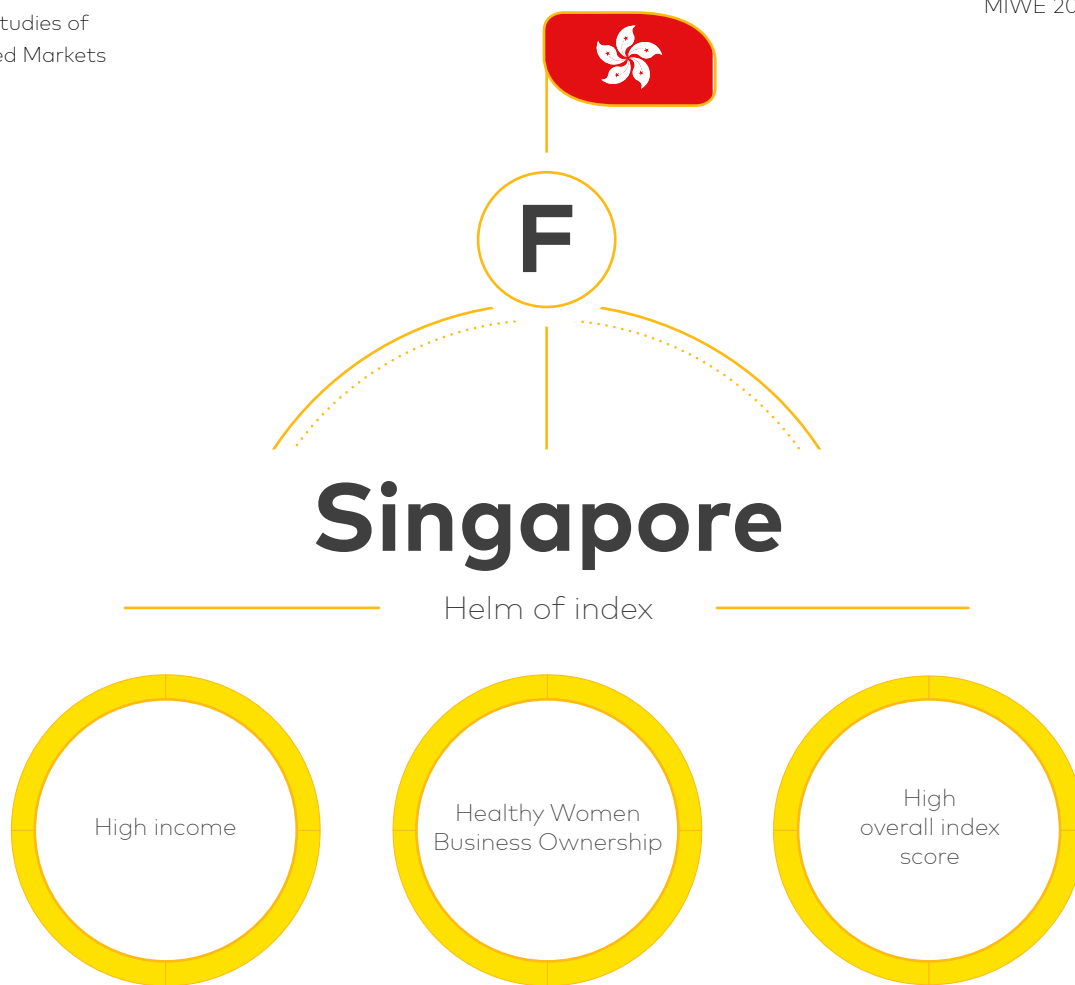 tudies of
ed Markets
MIWE 20
F
Singapore
Helm of index
High income
Healthy Women
Business Ownership
High
overall index
score